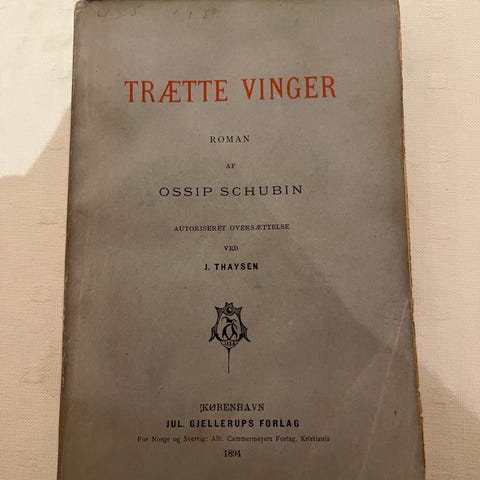 TRÆTTE VINGER
ROMAN
AF
OSSIP SCHUBIN
AUTORISERET OVERSÆTTELSE
VED
J. THAYSEN
KØBENHAVN
JUL. GJELLERUPS FORLAG
For Norge og Sverrig: Alb. Cammermeyers Forlag, Kristiania
1894